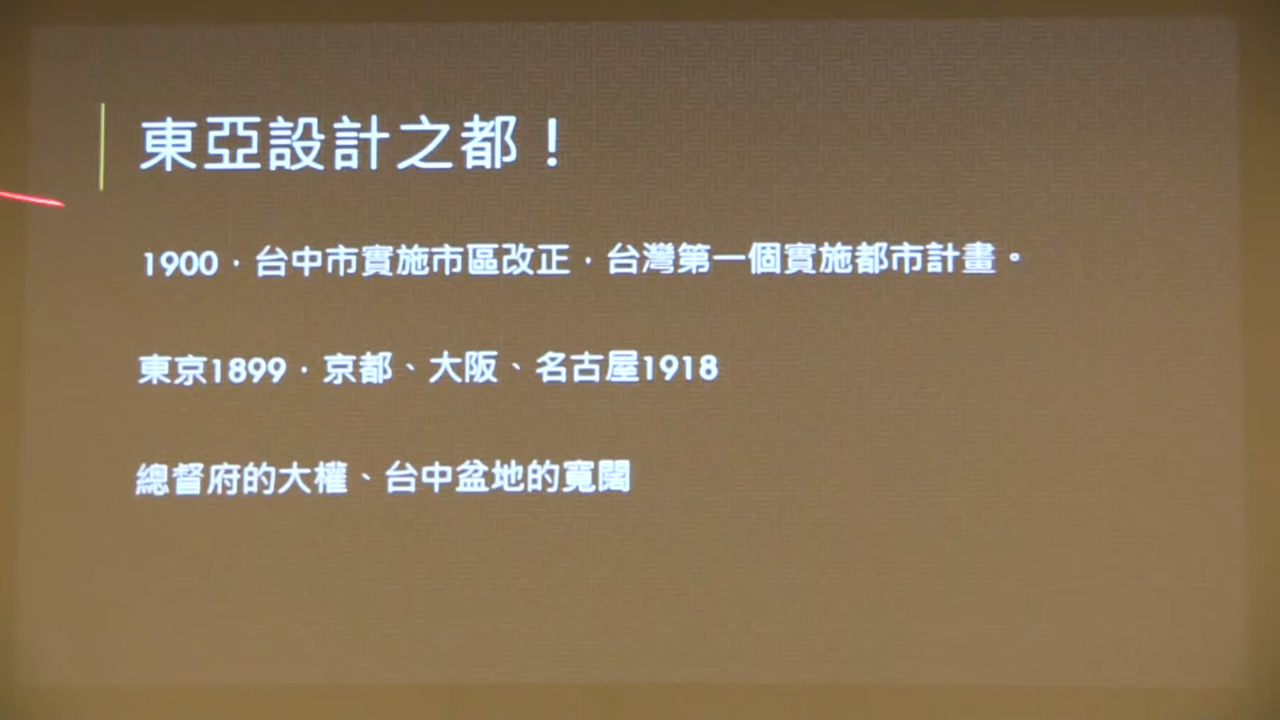 東亞設計之都！
1900，台中市實施市區改正，台灣第一個實施都市計畫。
東京1899，京都、大阪、名古屋1918
總督府的大權、台中盆地的寬闊